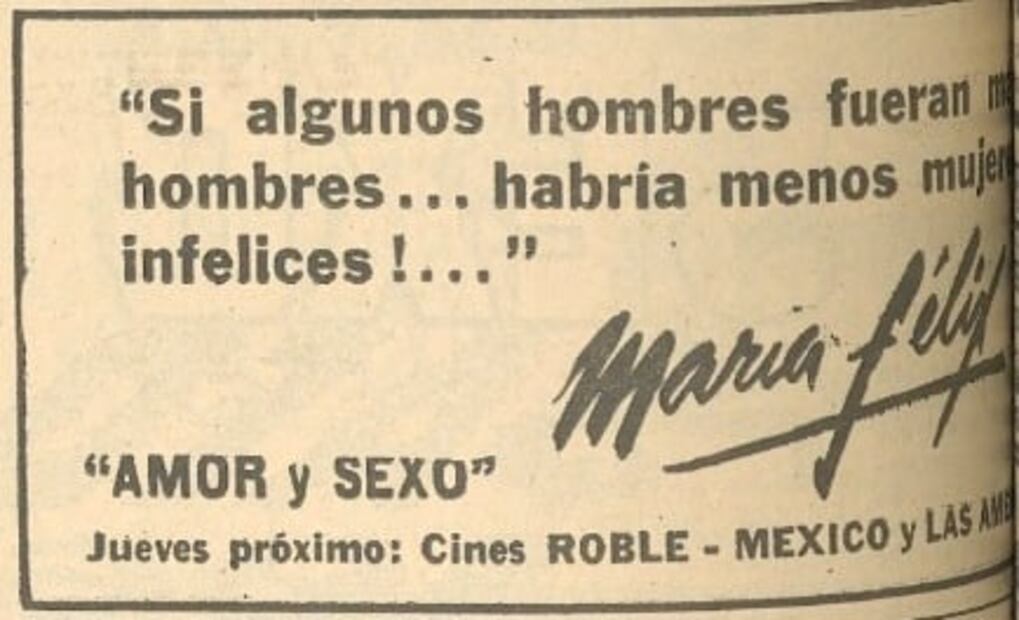 “Si algunos hombres fueran
hombres... habría menos
infelices!...”
María Félix
“AMOR y SEXO”
Jueves próximo: Cines ROBLE - MEXICO y LAS